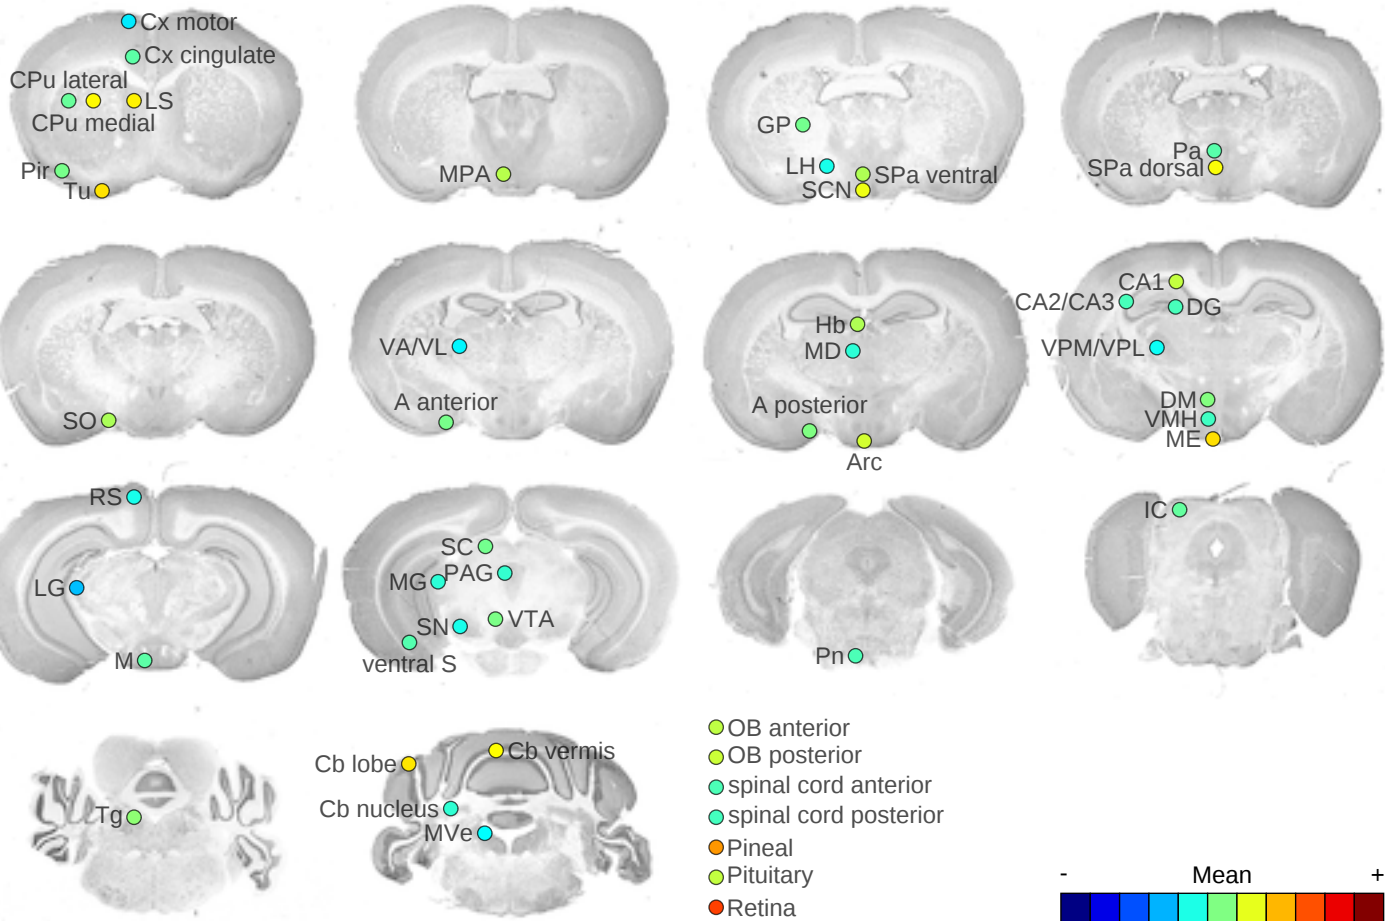 Cx motor
Cx cingulate
CPu lateral
LS
CPu medial
Pir
Tu
MPA
GP
LH
SPa ventral
SCN
Pa
SPa dorsal
SO
VA/VL
A anterior
Hb
MD
A posterior
Arc
CA1
CA2/CA3
DG
VPM/VPL
DM
VMH
ME
RS
LG
M
SC
MG
PAG
SN
VTA
ventral S
Pn
IC
Tg
Cb lobe
Cb vermis
Cb nucleus
MVe
OB anterior
OB posterior
spinal cord anterior
spinal cord posterior
Pineal
Pituitary
Retina
- Mean +